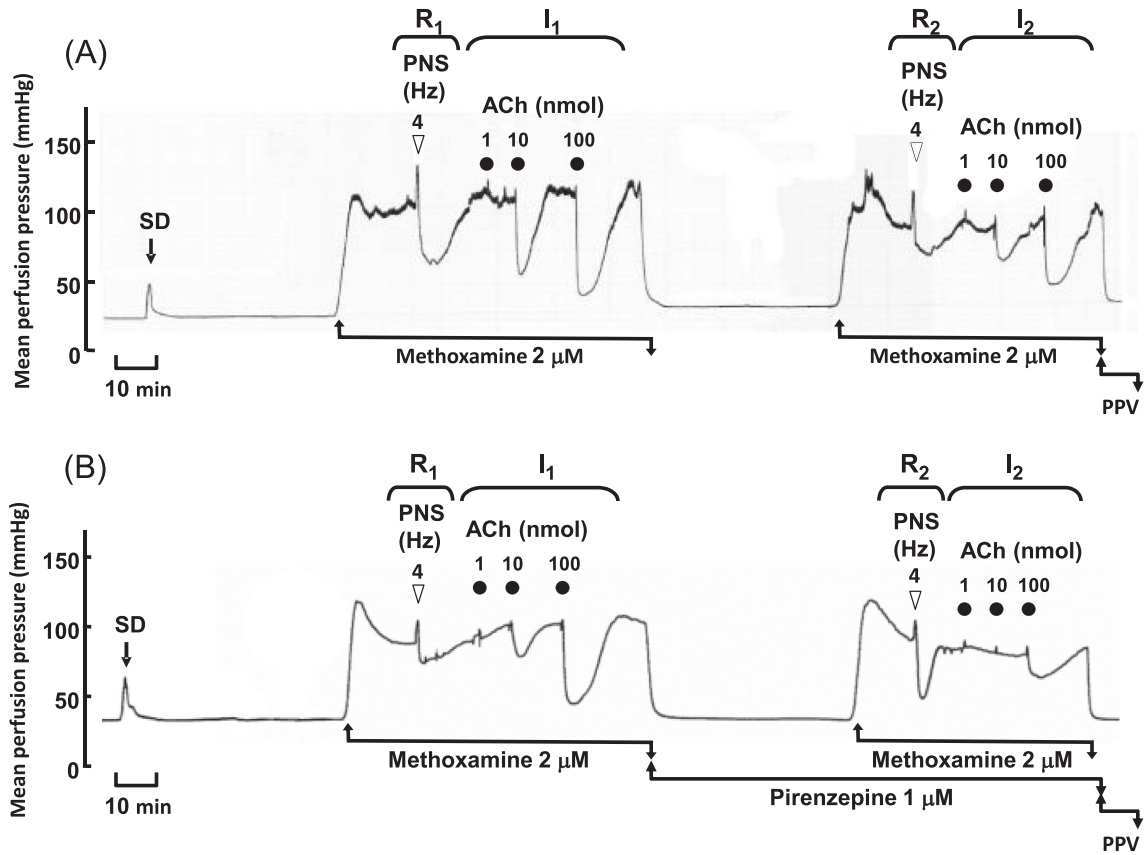 (A)
R1
I1
R2
I2
PNS
(Hz)
4
ACh (nmol)
1 10 100
PNS
(Hz)
4
ACh (nmol)
1 10 100
Mean perfusion pressure (mmHg)
150
100
50
0
SD
10 min
Methoxamine 2 μM
Methoxamine 2 μM
PPV
(B)
R1
I1
R2
I2
PNS
(Hz)
4
ACh (nmol)
1 10 100
PNS
(Hz)
4
ACh (nmol)
1 10 100
Mean perfusion pressure (mmHg)
150
100
50
0
SD
10 min
Methoxamine 2 μM
Methoxamine 2 μM
Pirenzepine 1 μM
PPV